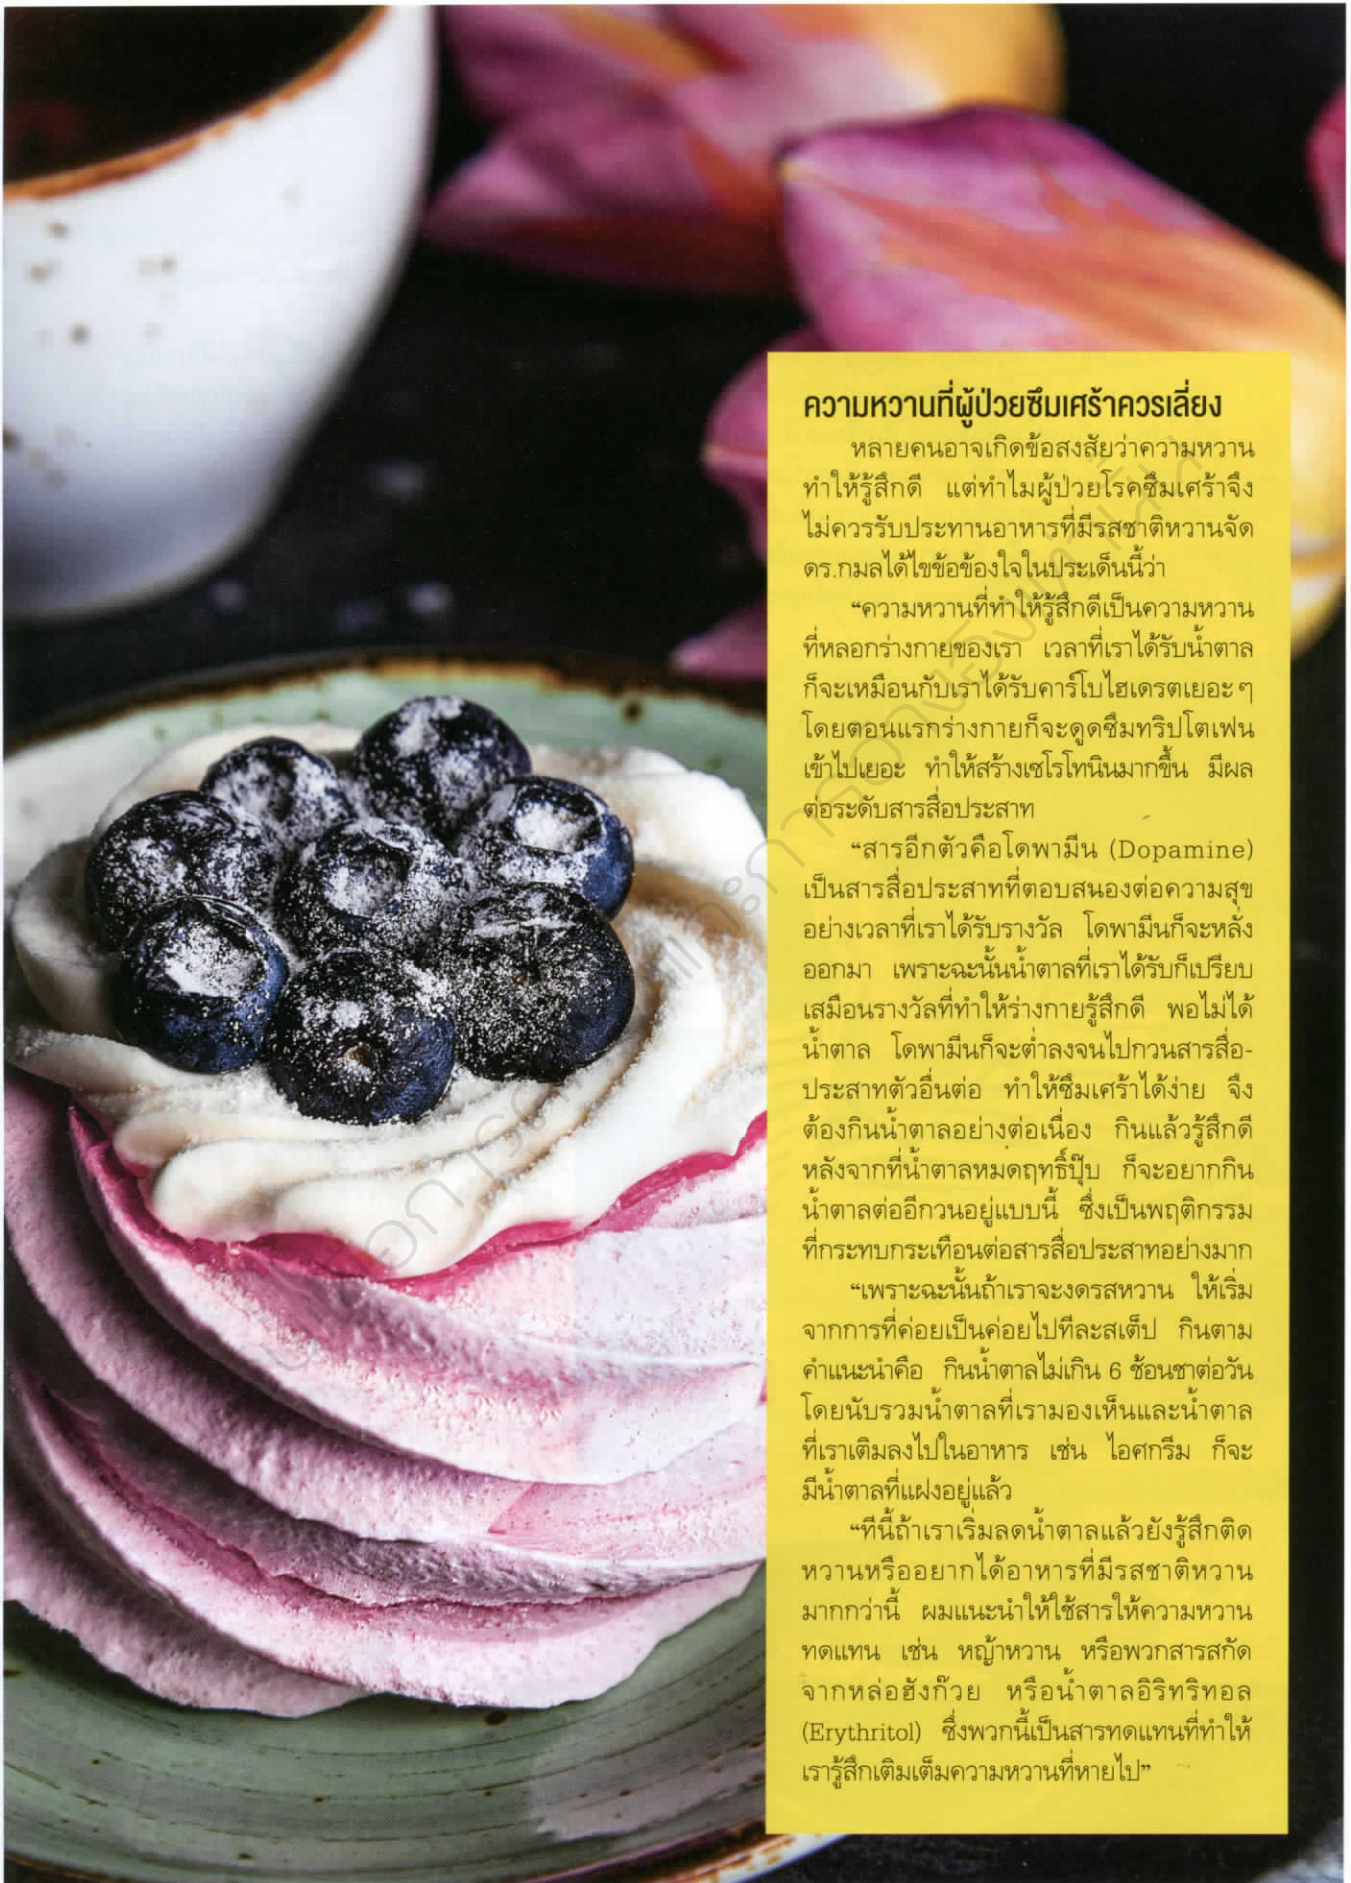 ความหวานที่ผู้ป่วยซึมเศร้าควรเลี่ยง
หลายคนอาจเกิดข้อสงสัยว่าความหวาน
ทำให้รู้สึกดี แต่ทำไมผู้ป่วยโรคซึมเศร้าจึง
ไม่ควรรับประทานอาหารที่มีรสชาติหวานจัด
ดร.กมลได้ไขข้อข้องใจในประเด็นนี้ว่า
“ความหวานที่ทำให้รู้สึกดีเป็นความหวาน
ที่หลอกร่างกายของเรา เวลาที่เราได้รับน้ำตาล
ก็จะเหมือนกับเราได้รับคาร์โบไฮเดรตเยอะๆ
โดยตอนแรกร่างกายก็จะดูดซึมทริปโตเฟน
เข้าไปเยอะ ทำให้สร้างเซโรโทนินมากขึ้น มีผล
ต่อระดับสารสื่อประสาท
“สารอีกตัวคือโดพามีน (Dopamine)
เป็นสารสื่อประสาทที่ตอบสนองต่อความสุข
อย่างเวลาที่เราได้รับรางวัล โดพามีนก็จะหลั่ง
ออกมา เพราะฉะนั้นน้ำตาลที่เราได้รับก็เปรียบ
เสมือนรางวัลที่ทำให้ร่างกายรู้สึกดี พอไม่ได้
น้ำตาล โดพามีนก็จะต่ำลงจนไปกวนสารสื่อ-
ประสาทตัวอื่นต่อ ทำให้ซึมเศร้าได้ง่าย จึง
ต้องกินน้ำตาลอย่างต่อเนื่อง กินแล้วรู้สึกดี
หลังจากที่น้ำตาลหมดฤทธิ์ปุ๊บ ก็จะอยากกิน
น้ำตาลต่ออีกวนอยู่แบบนี้ ซึ่งเป็นพฤติกรรม
ที่กระทบกระเทือนต่อสารสื่อประสาทอย่างมาก
“เพราะฉะนั้นถ้าเราจะงดรสหวาน ให้เริ่ม
จากการที่ค่อยเป็นค่อยไปทีละสเต็ป กินตาม
คำแนะนำคือ กินน้ำตาลไม่เกิน 6 ช้อนชาต่อวัน
โดยนับรวมน้ำตาลที่เรามองเห็นและน้ำตาล
ที่เราเติมลงไปในอาหาร เช่น ไอศกรีม ก็จะ
มีน้ำตาลที่แฝงอยู่แล้ว
“ทีนี้ถ้าเราเริ่มลดน้ำตาลแล้วยังรู้สึกติด
หวานหรืออยากได้อาหารที่มีรสชาติหวาน
มากกว่านี้ ผมแนะนำให้ใช้สารให้ความหวาน
ทดแทน เช่น หญ้าหวาน หรือพวกสารสกัด
จากหล่อฮังก๊วย หรือน้ำตาลอิริทริทอล
(Erythritol) ซึ่งพวกนี้เป็นสารทดแทนที่ทำให้
เรารู้สึกเติมเต็มความหวานที่หายไป”